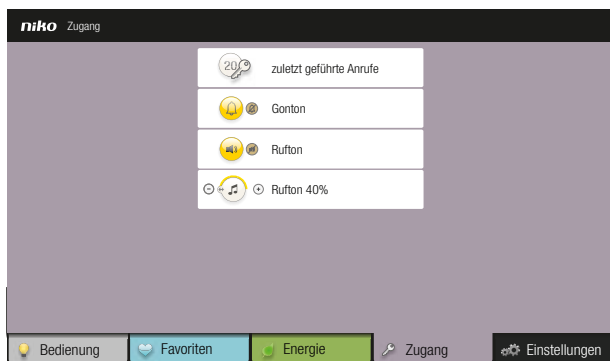 niko Zugang
20 zuletzt geführte Anrufe
Gonton
Rufton
Rufton 40%
Bedienung Favoriten Energie Zugang Einstellungen